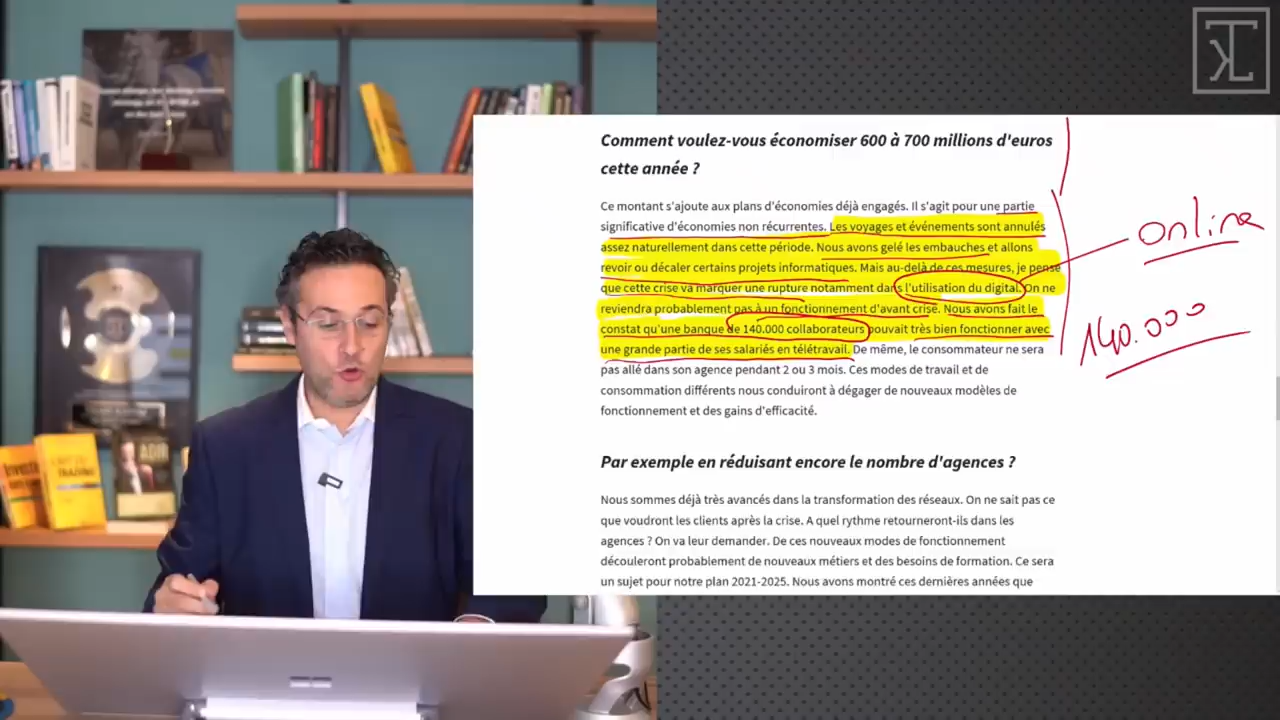 Comment voulez-vous économiser 600 à 700 millions d'euros
cette année ?
Ce montant s'ajoute aux plans d'économies déjà engagés. Il s'agit pour une partie
significative d'économies non récurrentes. Les voyages et événements sont annulés
assez naturellement dans cette période. Nous avons gelé les embauches et allons
revoir ou décaler certains projets informatiques. Mais au-delà de ces mesures, je pense
que cette crise va marquer une rupture notamment dans l'utilisation du digital. On ne
reviendra probablement pas à un fonctionnement d'avant crise. Nous avons fait le
constat qu'une banque de 140.000 collaborateurs pouvait très bien fonctionner avec
une grande partie de ses salariés en télétravail. De même, le consommateur ne sera
pas allé dans son agence pendant 2 ou 3 mois. Ces modes de travail et de
consommation différents nous conduiront à dégager de nouveaux modèles de
fonctionnement et des gains d'efficacité.
Par exemple en réduisant encore le nombre d'agences ?
Nous sommes déjà très avancés dans la transformation des réseaux. On ne sait pas ce
que voudront les clients après la crise. A quel rythme retourneront-ils dans les
agences ? On va leur demander. De ces nouveaux modes de fonctionnement
découleront probablement de nouveaux métiers et des besoins de formation. Ce sera
un sujet pour notre plan 2021-2025. Nous avons montré ces dernières années que
online
140.000